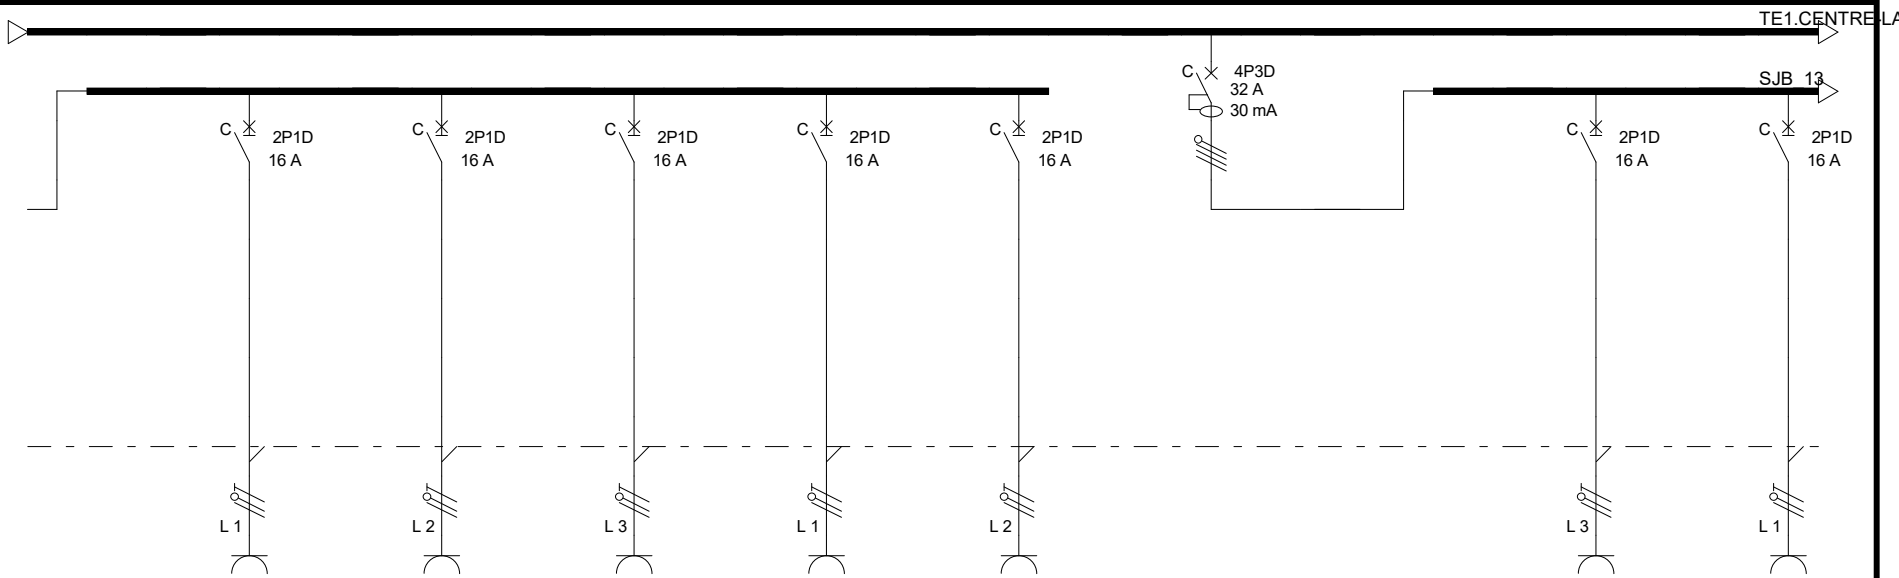 TE1.CENTRE-LA
SJB 13
C 4P3D
32 A
30 mA
C 2P1D
16 A
C 2P1D
16 A
C 2P1D
16 A
C 2P1D
16 A
C 2P1D
16 A
C 2P1D
16 A
C 2P1D
16 A
L 1
L 2
L 3
L 1
L 2
L 3
L 1